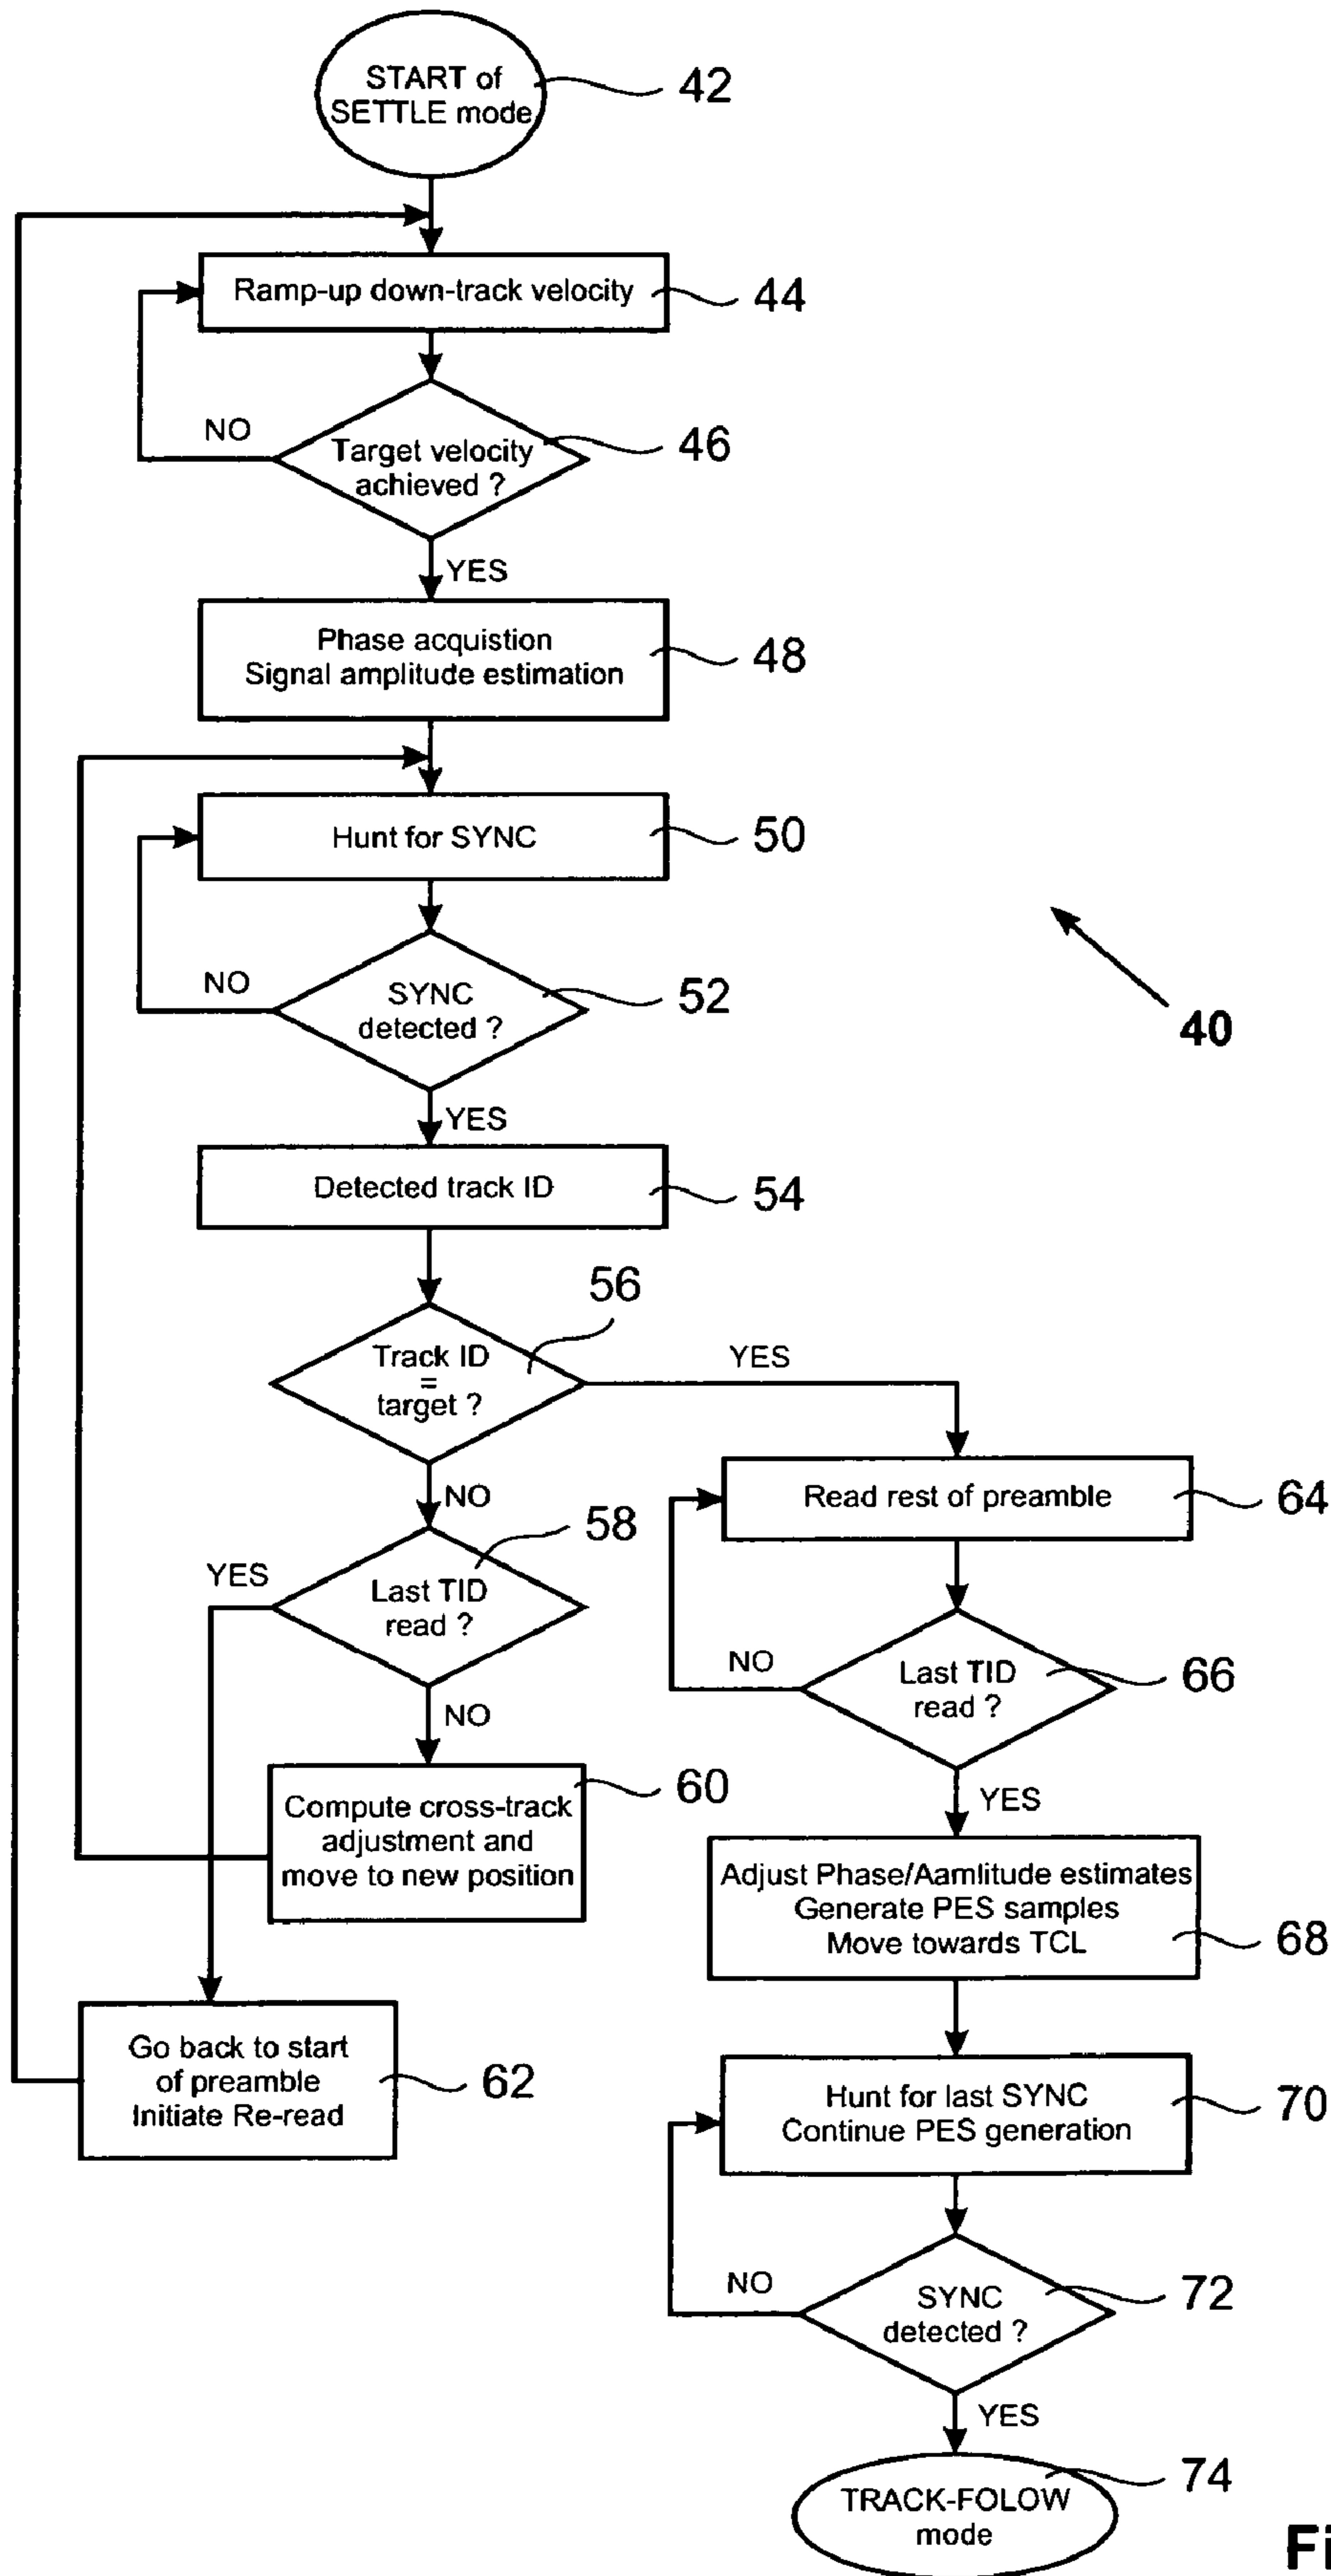 START of
SETTLE mode
42
Ramp-up down-track velocity
44
NO
Target velocity
achieved ?
46
YES
Phase acquistion
Signal amplitude estimation
48
Hunt for SYNC
50
NO
SYNC
detected ?
52
40
YES
Detected track ID
54
56
Track ID
=
target ?
YES
NO
Read rest of preamble
64
58
YES
Last TID
read ?
NO
Last TID
read ?
66
NO
Compute cross-track
adjustment and
move to new position
60
YES
Adjust Phase/Aamlitude estimates
Generate PES samples
Move towards TCL
68
Go back to start
of preamble
Initiate Re-read
62
Hunt for last SYNC
Continue PES generation
70
NO
SYNC
detected ?
72
YES
TRACK-FOLOW
mode
74
Fi